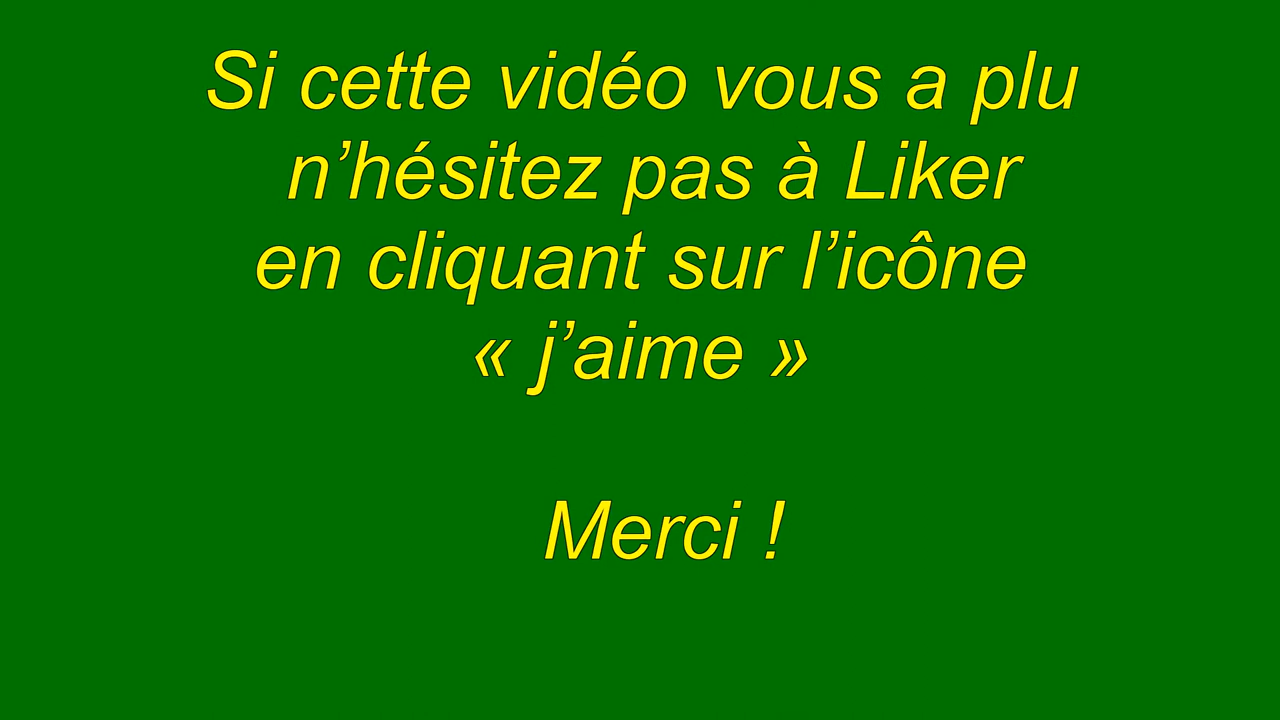 Si cette vidéo vous a plu
n’hésitez pas à Liker
en cliquant sur l’icône
« j’aime »
Merci !